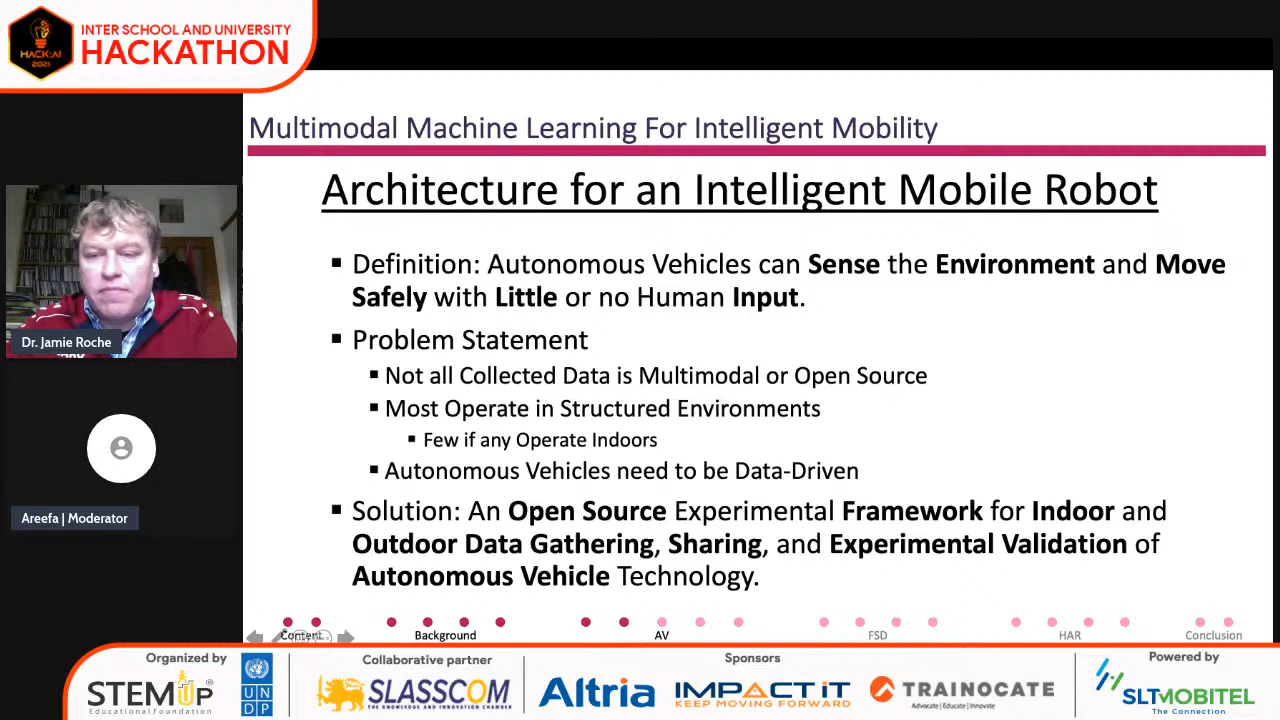 INTER SCHOOL AND UNIVERSITY
HACKATHON
HACK:AI
2021
Multimodal Machine Learning For Intelligent Mobility
Architecture for an Intelligent Mobile Robot
Definition: Autonomous Vehicles can Sense the Environment and Move
Safely with Little or no Human Input.
Problem Statement
Not all Collected Data is Multimodal or Open Source
Most Operate in Structured Environments
Few if any Operate Indoors
Autonomous Vehicles need to be Data-Driven
Solution: An Open Source Experimental Framework for Indoor and
Outdoor Data Gathering, Sharing, and Experimental Validation of
Autonomous Vehicle Technology.
Dr. Jamie Roche
Areefa | Moderator
Content Background AV FSD HAR Conclusion
Organized by
STEMUP
Educational Foundation
UN
DP
Collaborative partner
SLASSCOM
THE KNOWLEDGE AND INNOVATION CHAMBER
Sponsors
Altria
IMPACT iT
KEEP MOVING FORWARD
TRAINOCATE
Advocate | Educate | Innovate
Powered by
SLTMOBITEL
The Connection